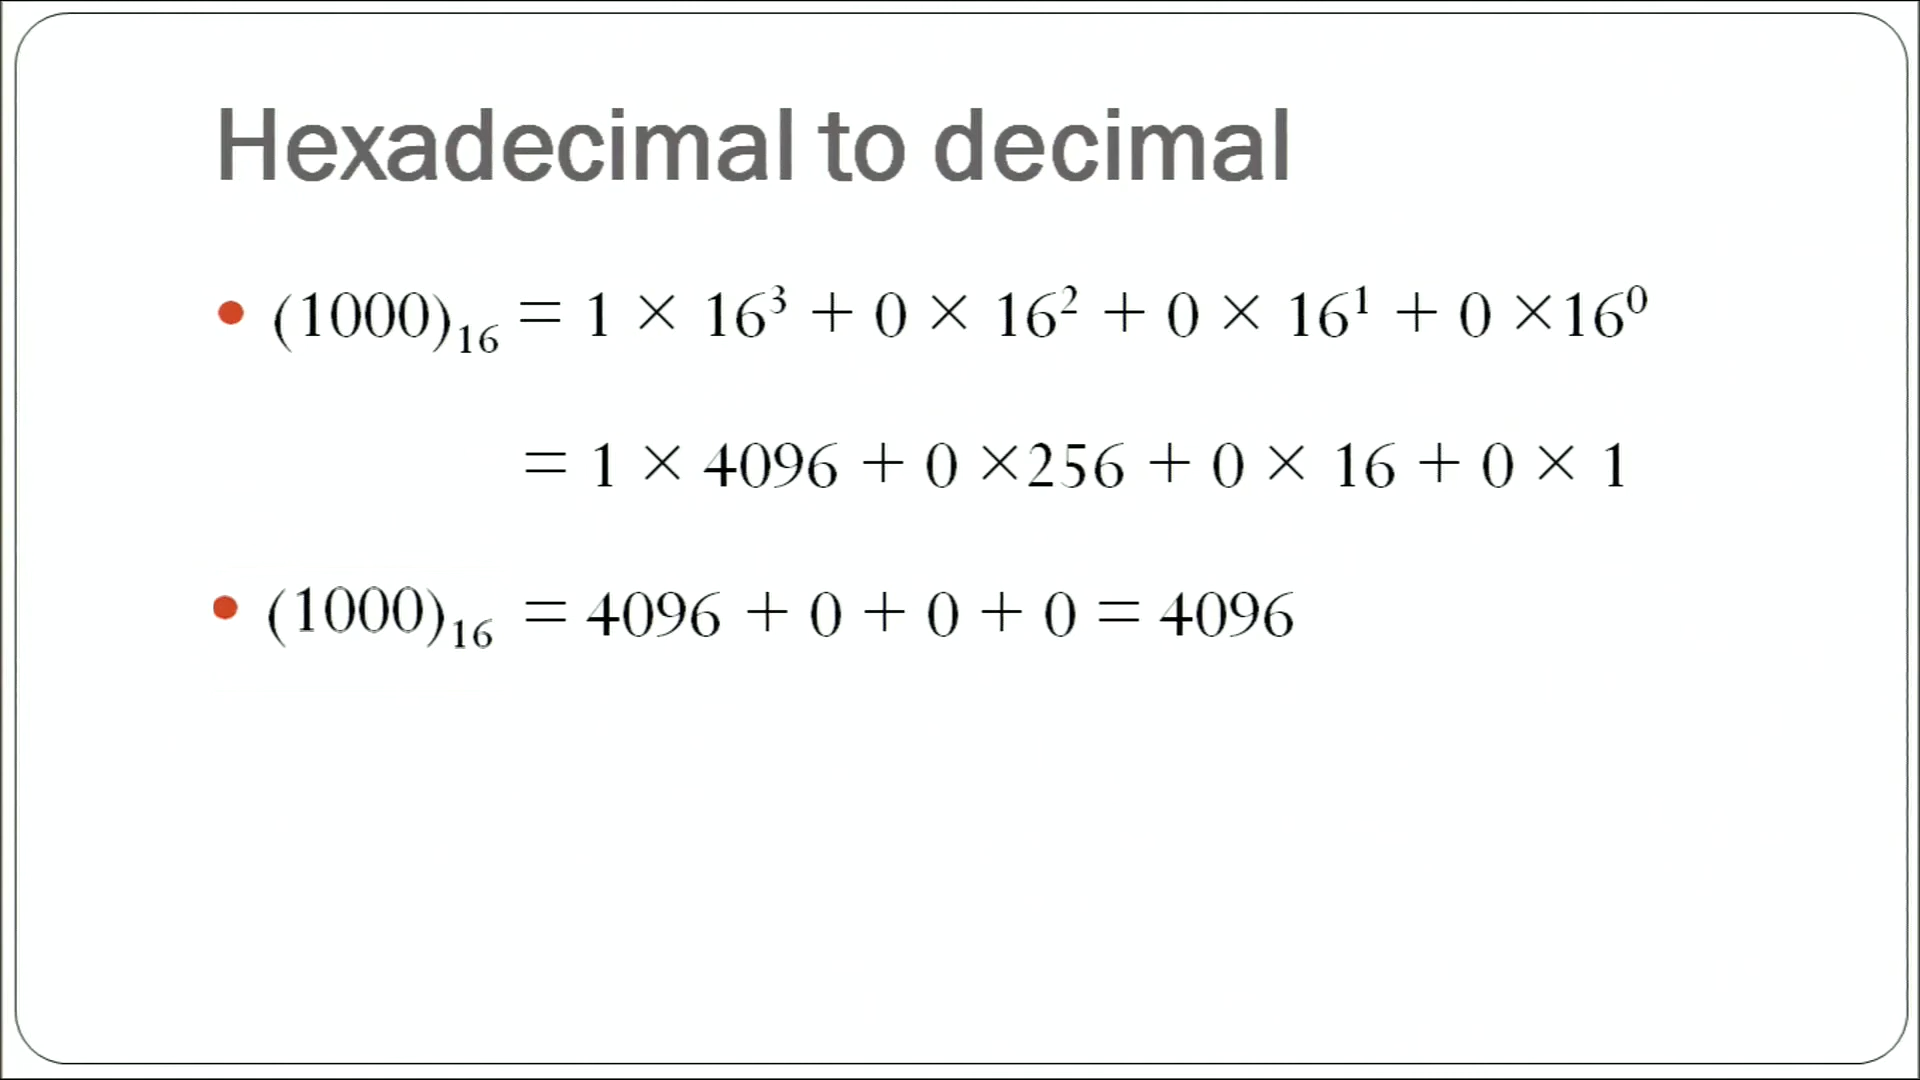 Hexadecimal to decimal
• (1000)₁₆ = 1 × 16³ + 0 × 16² + 0 × 16¹ + 0 ×16⁰
= 1 × 4096 + 0 ×256 + 0 × 16 + 0 × 1
• (1000)₁₆ = 4096 + 0 + 0 + 0 = 4096